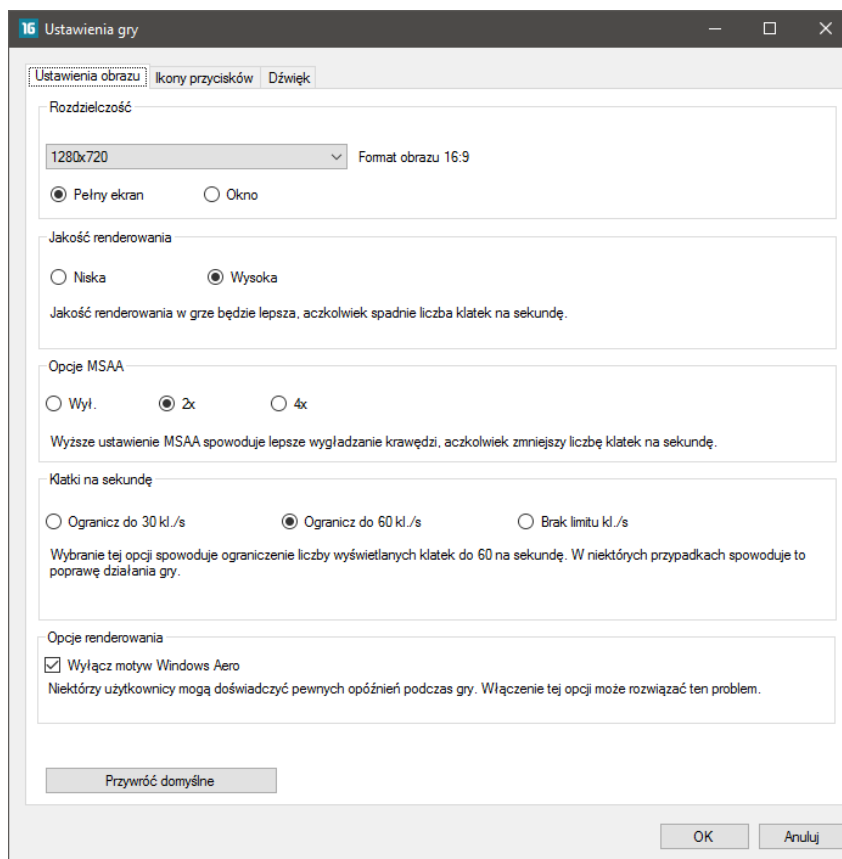 16 Ustawienia gry
Ustawienia obrazu Ikony przycisków Dźwięk
Rozdzielczość
1280x720 Format obrazu 16:9
Pełny ekran Okno
Jakość renderowania
Niska Wysoka
Jakość renderowania w grze będzie lepsza, aczkolwiek spadnie liczba klatek na sekundę.
Opcje MSAA
Wył. 2x 4x
Wyższe ustawienie MSAA spowoduje lepsze wygładzanie krawędzi, aczkolwiek zmniejszy liczbę klatek na sekundę.
Klatki na sekundę
Ogranicz do 30 kl./s Ogranicz do 60 kl./s Brak limitu kl./s
Wybranie tej opcji spowoduje ograniczenie liczby wyświetlanych klatek do 60 na sekundę. W niektórych przypadkach spowoduje to
poprawę działania gry.
Opcje renderowania
Wyłącz motyw Windows Aero
Niektórzy użytkownicy mogą doświadczyć pewnych opóźnień podczas gry. Włączenie tej opcji może rozwiązać ten problem.
Przywróć domyślne
OK Anuluj